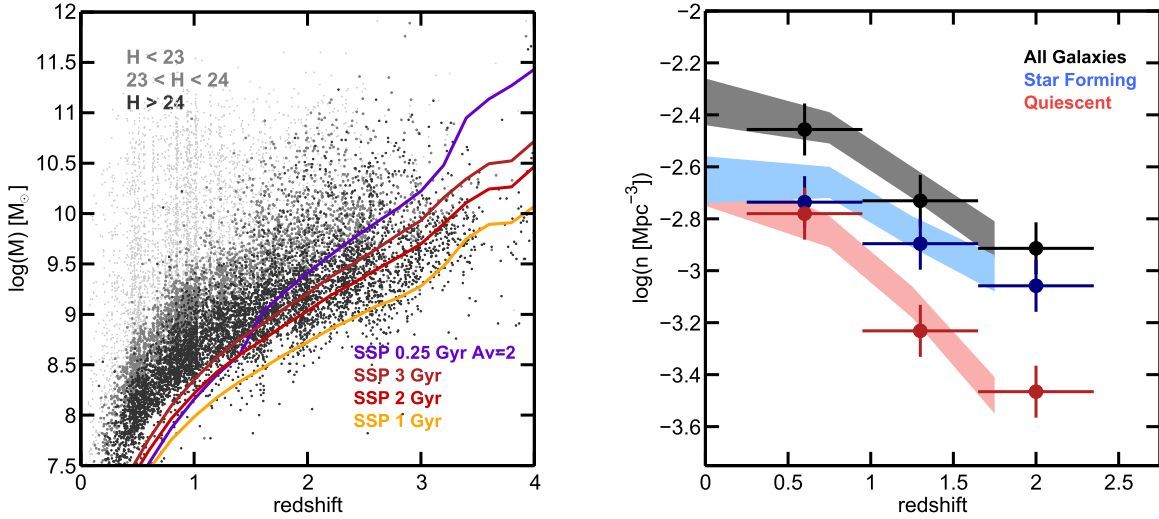 12
11.5
11
10.5
10
9.5
9
8.5
8
7.5
log(M) [M☉]
H < 23
23 < H < 24
H > 24
SSP 0.25 Gyr Av=2
SSP 3 Gyr
SSP 2 Gyr
SSP 1 Gyr
0 1 2 3 4
redshift
−2
−2.2
−2.4
−2.6
−2.8
−3
−3.2
−3.4
−3.6
log(n [Mpc⁻³])
All Galaxies
Star Forming
Quiescent
0 0.5 1 1.5 2 2.5
redshift